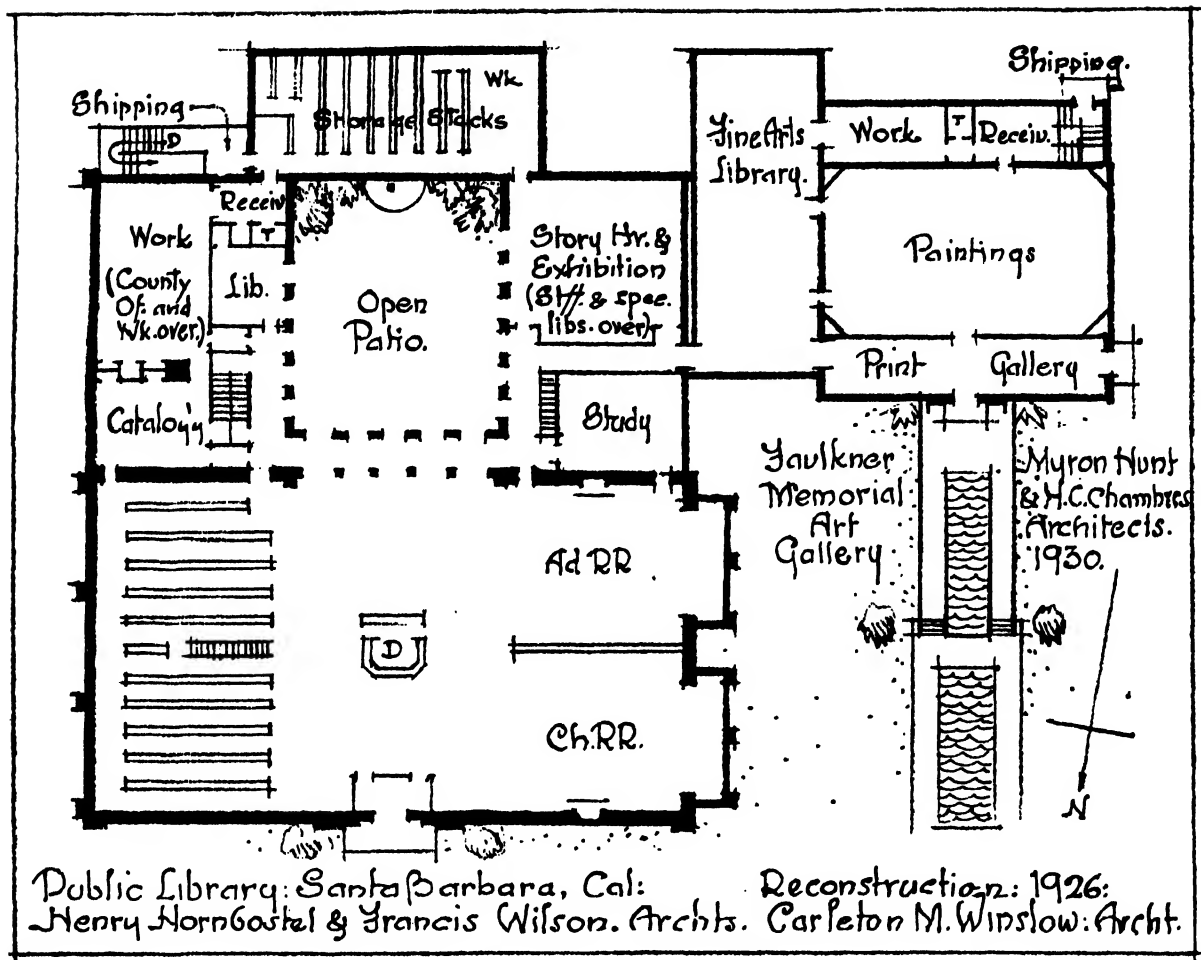 Shipping
D
Storage Stacks
Wk
Fine Arts
Library.
Shipping.
Work
T
Receiv.
Paintings
Print Gallery
Receiv
T
Work
(County
Of. and
Wk. over.)
Lib.
Open
Patio.
Story Hr. &
Exhibition
(Stff. & spec.
libs. over)
Catalog'g
Study
Faulkner
Memorial
Art
Gallery
Myron Hunt
& H.C. Chambres
Architects.
1930.
Ad RR
D
Ch. RR.
N
Public Library: Santa Barbara, Cal:
Henry Hornbostel & Francis Wilson. Archts.
Reconstruction: 1926:
Carleton M. Winslow: Archt.